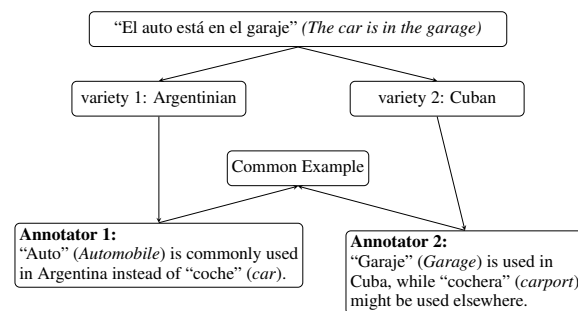 “El auto está en el garaje” (The car is in the garage)
variety 1: Argentinian
variety 2: Cuban
Common Example
Annotator 1:
“Auto” (Automobile) is commonly used
in Argentina instead of “coche” (car).
Annotator 2:
“Garaje” (Garage) is used in
Cuba, while “cochera” (carport)
might be used elsewhere.